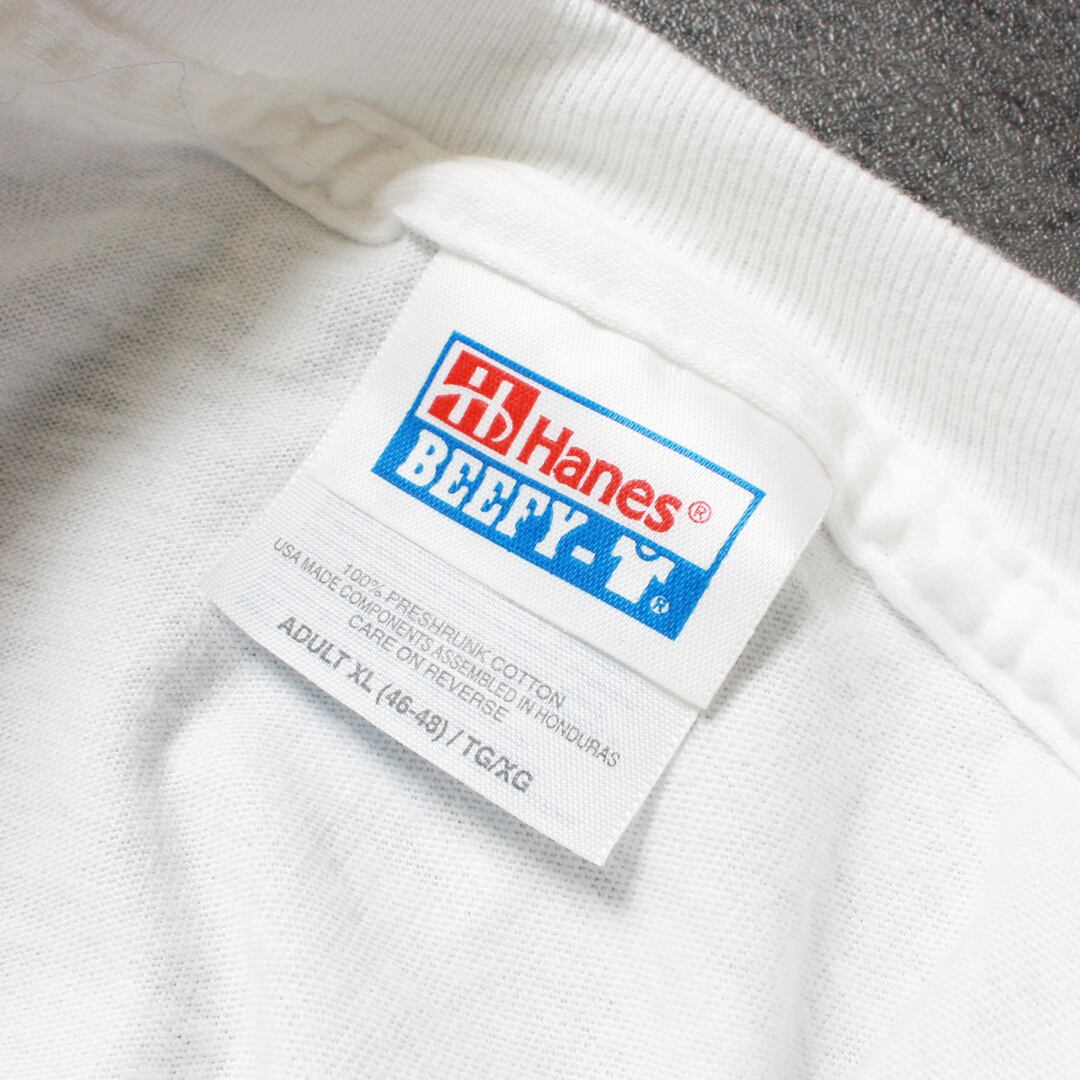 Hanes®
BEEFY-T®
100% PRESHRUNK COTTON
USA MADE COMPONENTS ASSEMBLED IN HONDURAS
CARE ON REVERSE
ADULT XL (46-48) / TG/XG